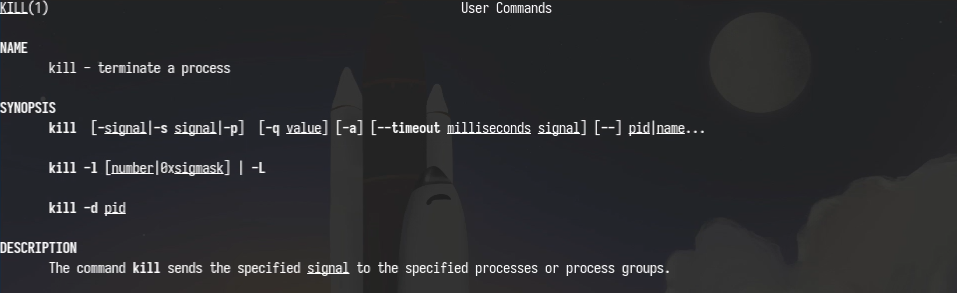 KILL(1) User Commands
NAME
kill - terminate a process
SYNOPSIS
kill [-signal|-s signal|-p] [-q value] [-a] [--timeout milliseconds signal] [--] pid|name...
kill -l [number|0xsigmask] | -L
kill -d pid
DESCRIPTION
The command kill sends the specified signal to the specified processes or process groups.